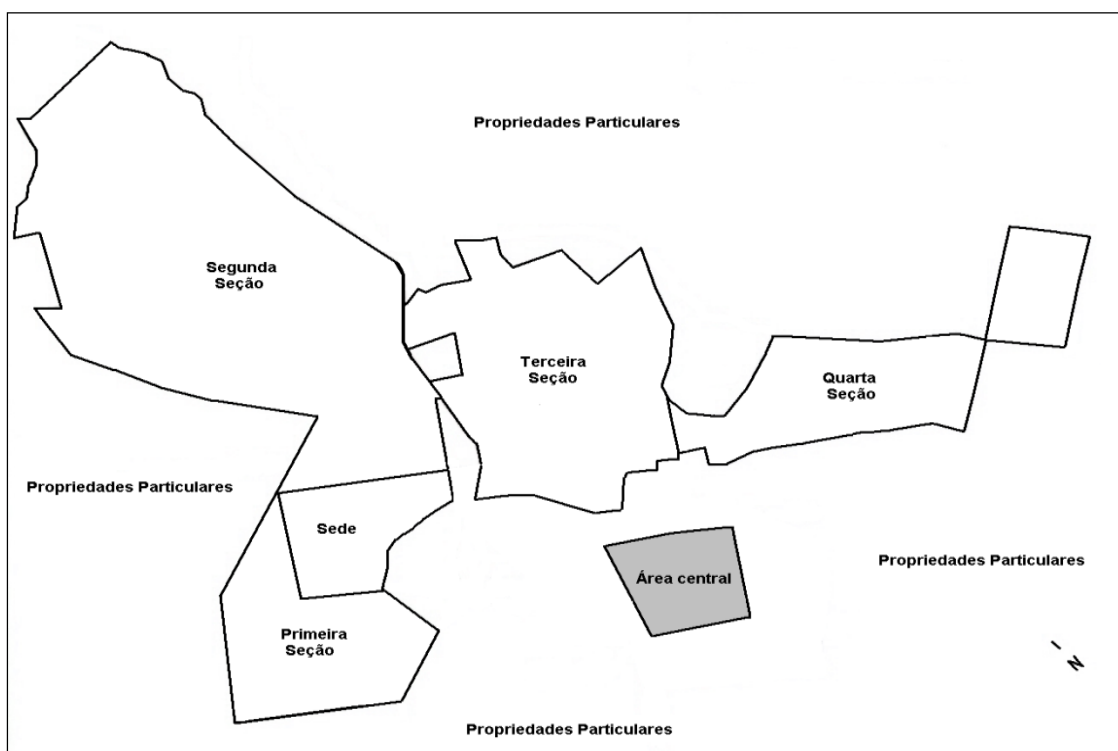 Propriedades Particulares
Segunda
Seção
Terceira
Seção
Quarta
Seção
Propriedades Particulares
Sede
Propriedades Particulares
Área central
Primeira
Seção
N
Propriedades Particulares